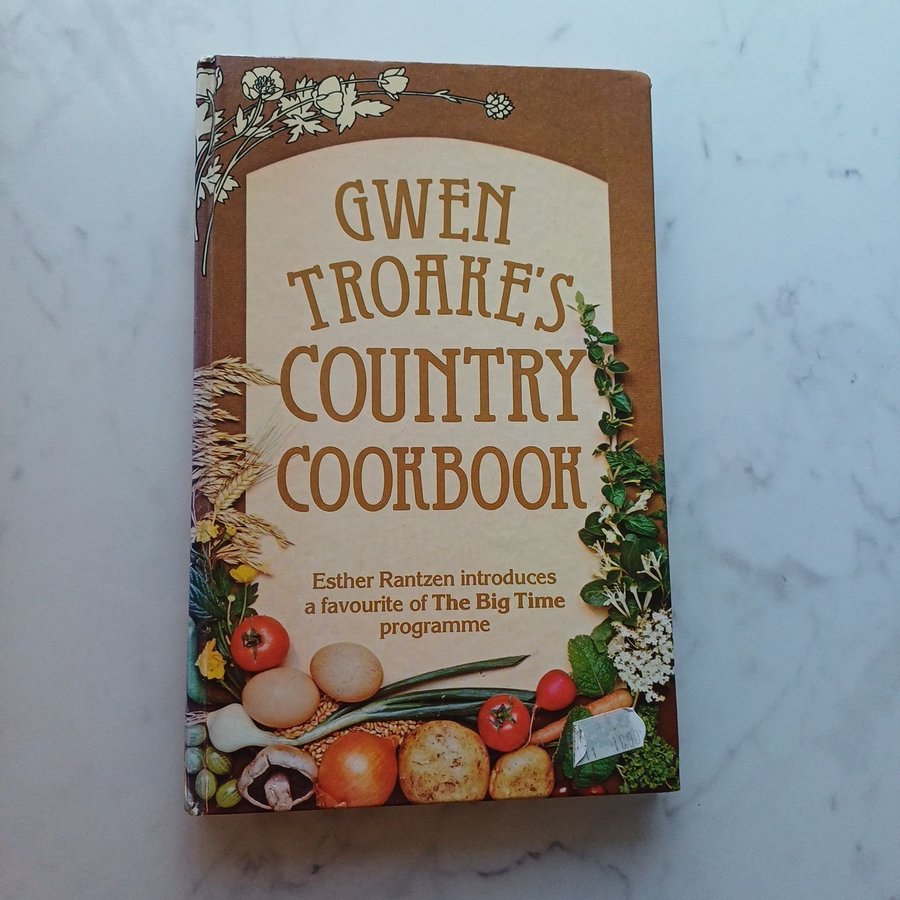 GWEN
TROAKE'S
COUNTRY
COOKBOOK
Esther Rantzen introduces
a favourite of The Big Time
programme